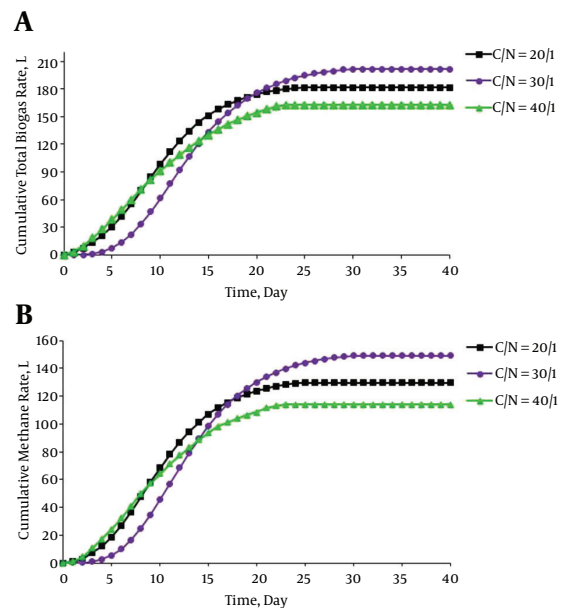 A
Cumulative Total Biogas Rate, L
210
180
150
120
90
60
30
0
0 5 10 15 20 25 30 35 40
Time, Day
C/N = 20/1
C/N = 30/1
C/N = 40/1
B
Cumulative Methane Rate, L
160
140
120
100
80
60
40
20
0
0 5 10 15 20 25 30 35 40
Time, Day
C/N = 20/1
C/N = 30/1
C/N = 40/1